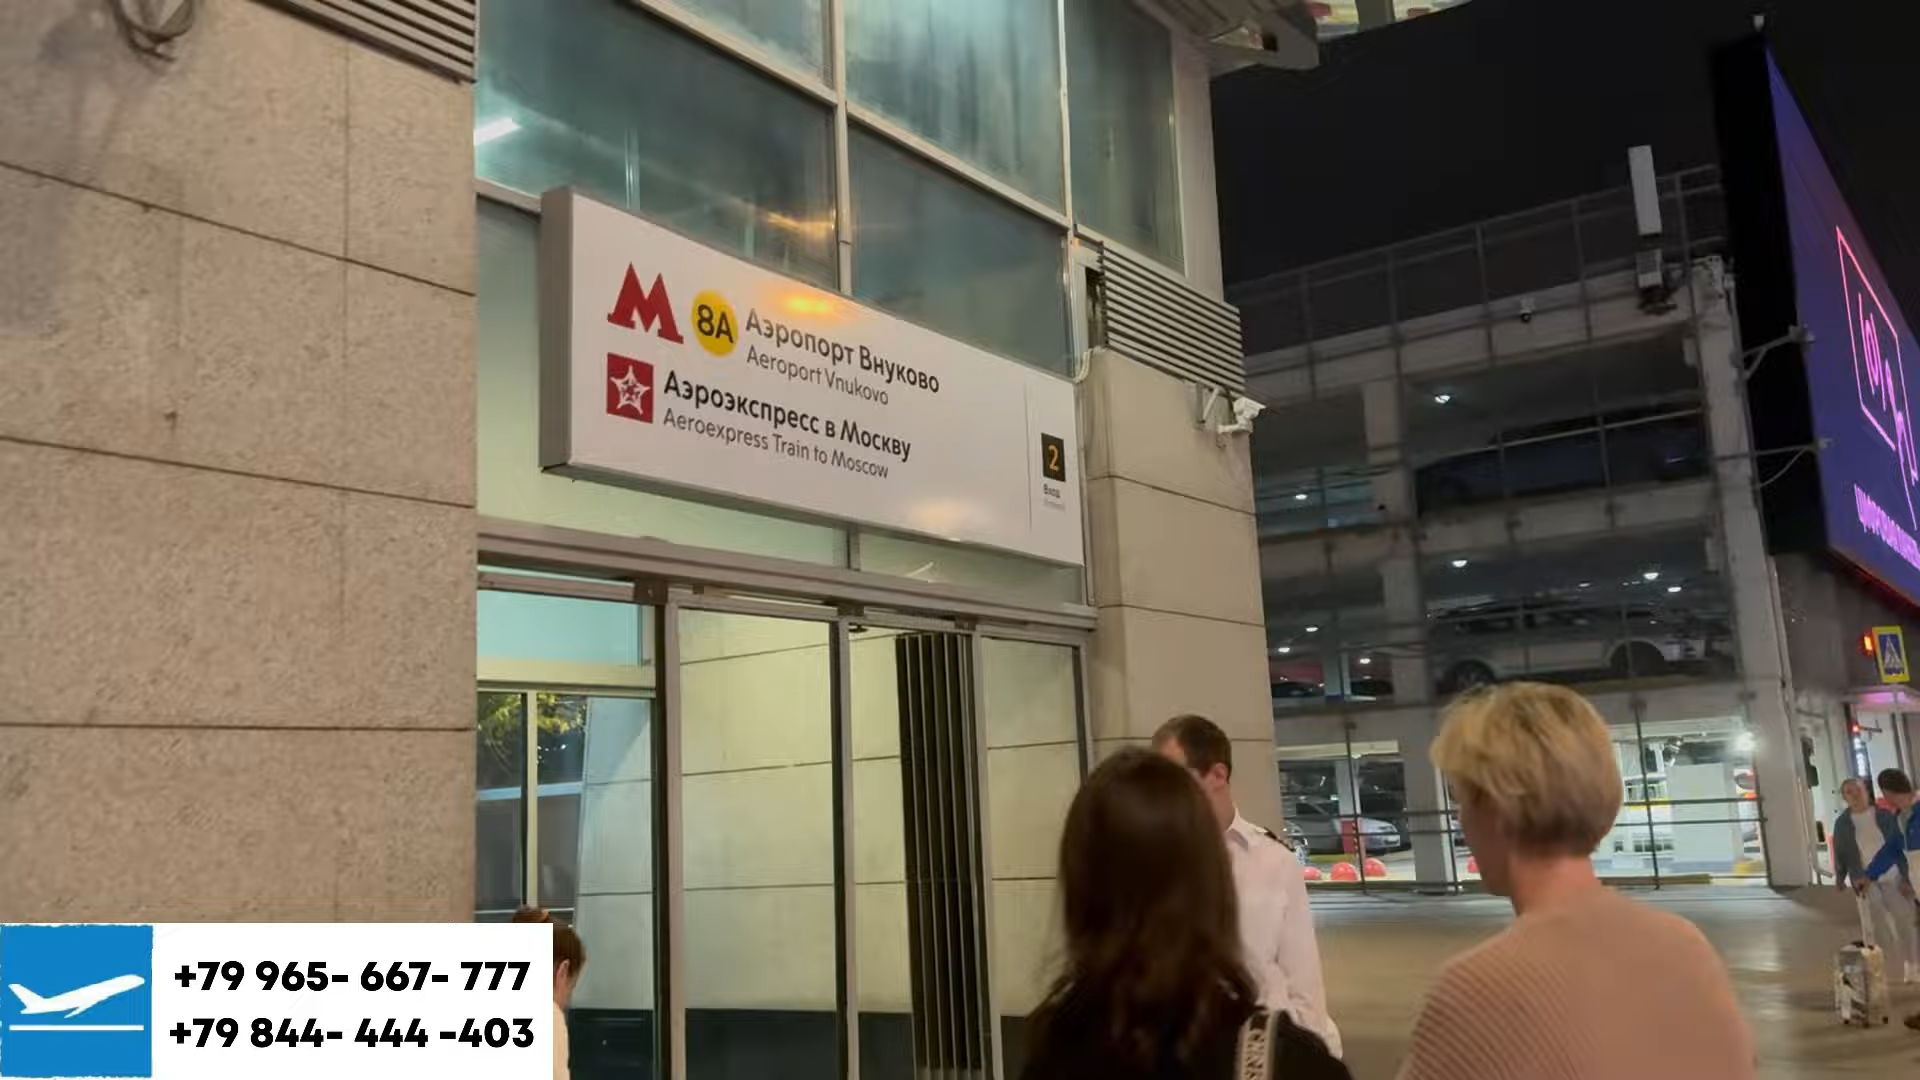 М 8А Аэропорт Внуково
Aeroport Vnukovo
Аэроэкспресс в Москву
Aeroexpress Train to Moscow
2
Вход
+79 965- 667- 777
+79 844- 444 -403